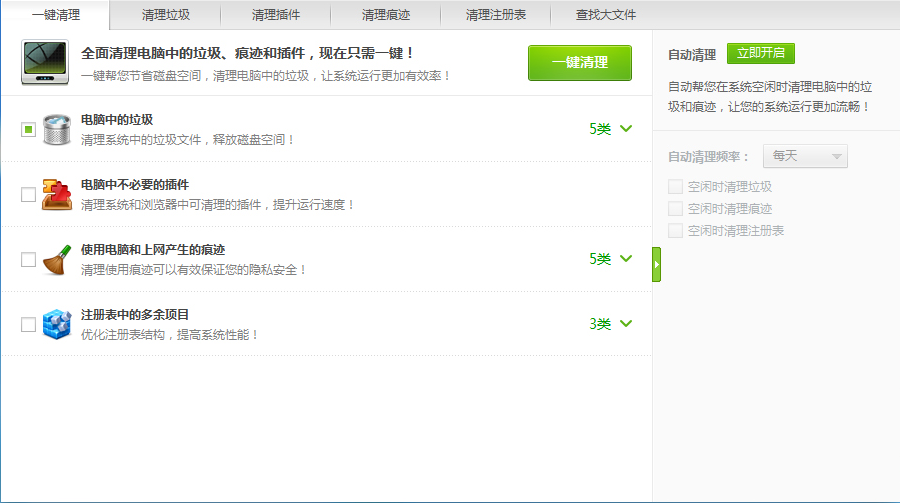 一键清理
清理垃圾
清理插件
清理痕迹
清理注册表
查找大文件
全面清理电脑中的垃圾、痕迹和插件，现在只需一键！
一键帮您节省磁盘空间，清理电脑中的垃圾，让系统运行更加有效率！
一键清理
电脑中的垃圾
清理系统中的垃圾文件，释放磁盘空间！
5类
电脑中不必要的插件
清理系统和浏览器中可清理的插件，提升运行速度！
使用电脑和上网产生的痕迹
清理使用痕迹可以有效保证您的隐私安全！
5类
注册表中的多余项目
优化注册表结构，提高系统性能！
3类
自动清理
立即开启
自动帮您在系统空闲时清理电脑中的垃
圾和痕迹，让您的系统运行更加流畅！
自动清理频率：
每天
空闲时清理垃圾
空闲时清理痕迹
空闲时清理注册表